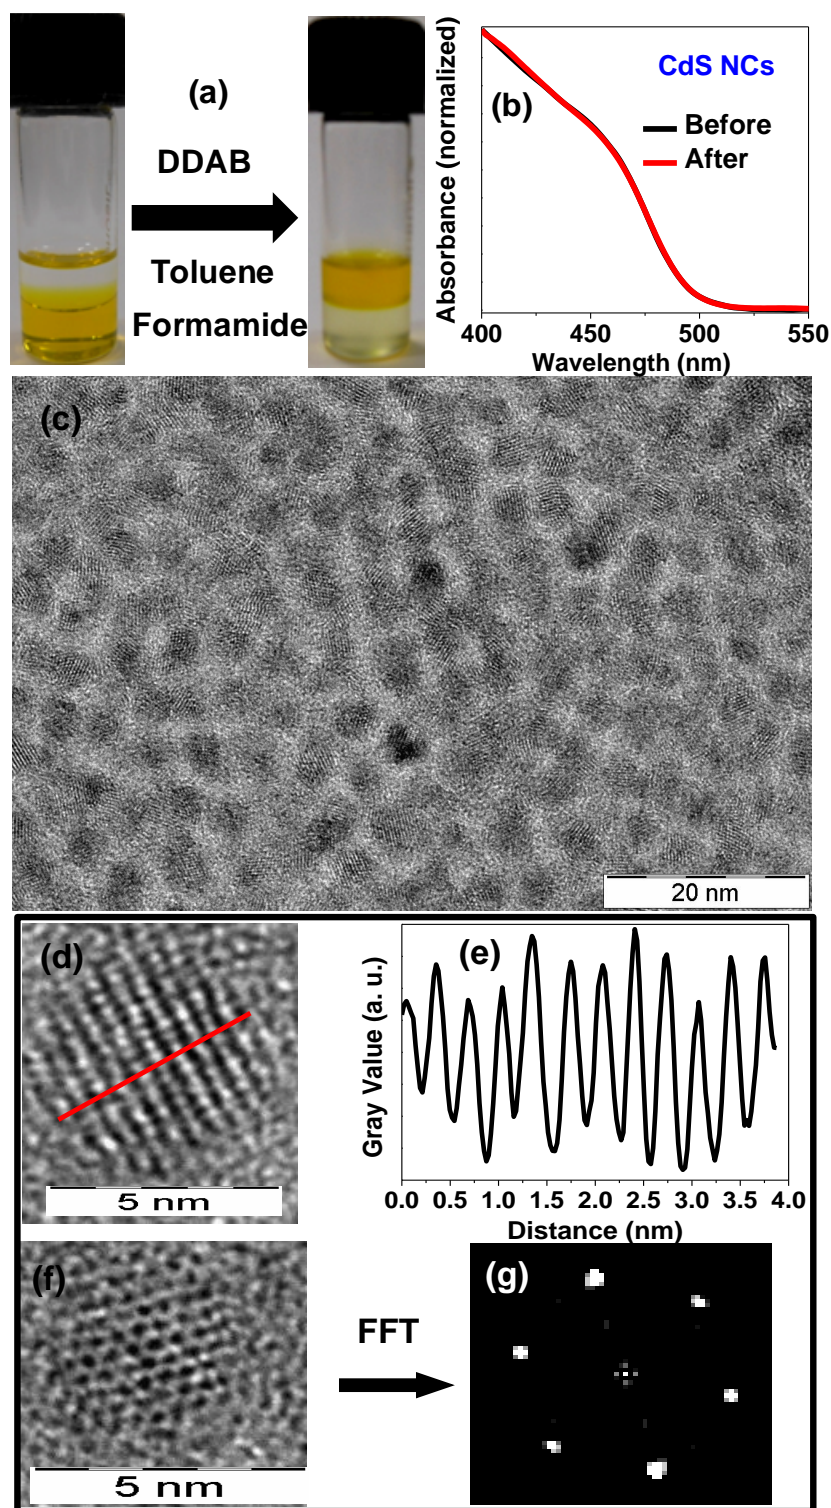 (a)
DDAB
Toluene
Formamide
Absorbance (normalized)
(b)
CdS NCs
Before
After
400
450
500
550
Wavelength (nm)
(c)
20 nm
(d)
5 nm
Gray Value (a. u.)
(e)
0.0 0.5 1.0 1.5 2.0 2.5 3.0 3.5 4.0
Distance (nm)
(f)
5 nm
FFT
(g)